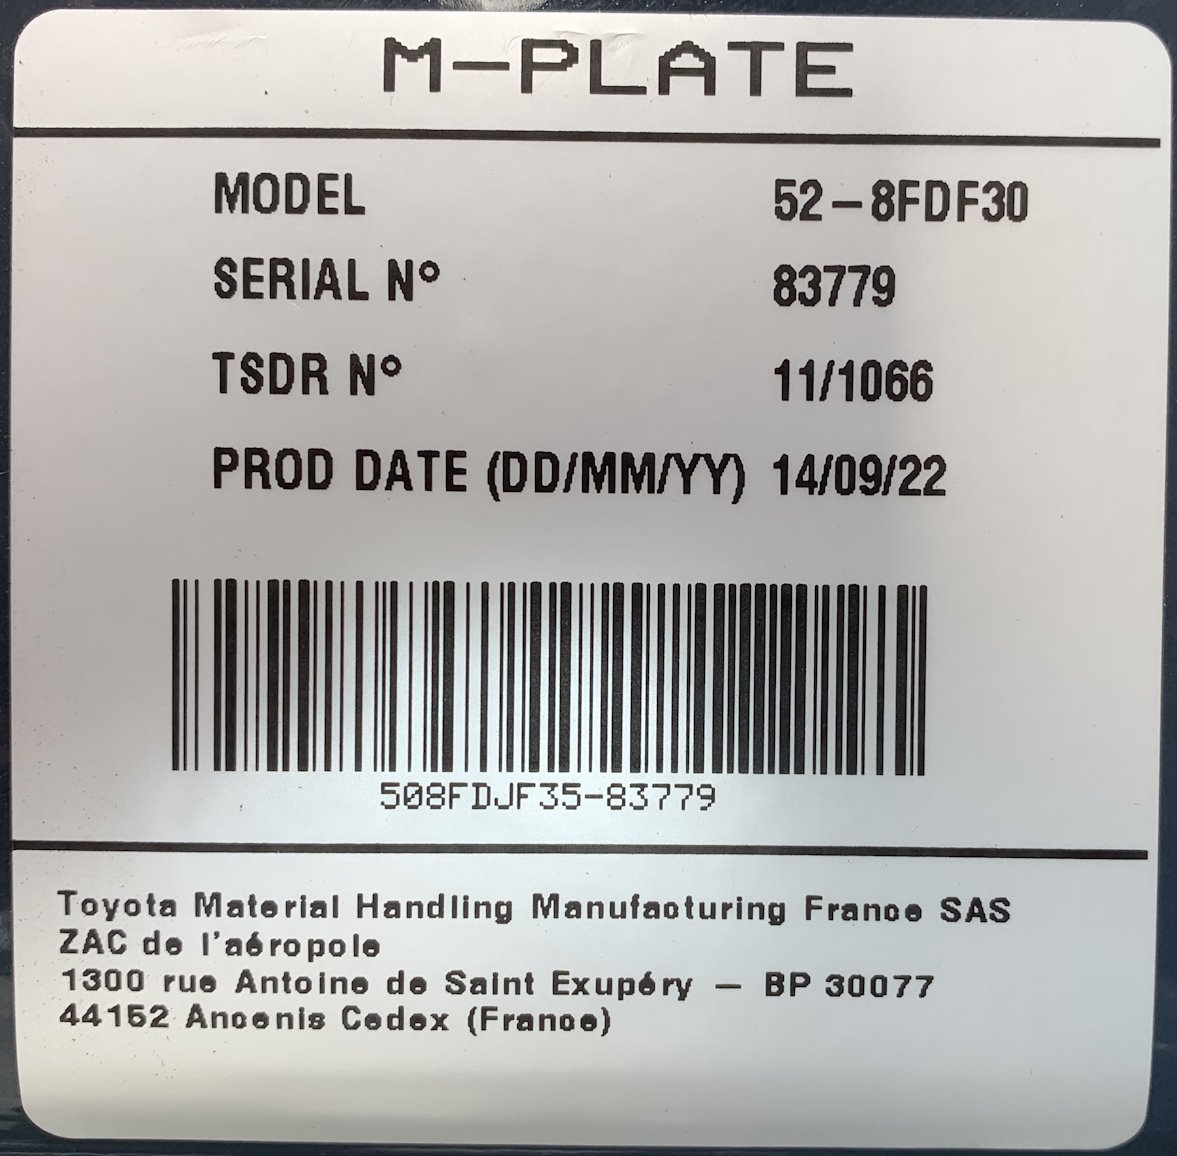 M-PLATE
MODEL 52-8FDF30
SERIAL Nº 83779
TSDR Nº 11/1066
PROD DATE (DD/MM/YY) 14/09/22
508FDJF35-83779
Toyota Material Handling Manufacturing France SAS
ZAC de l'aéropole
1300 rue Antoine de Saint Exupéry – BP 30077
44152 Ancenis Cedex (France)